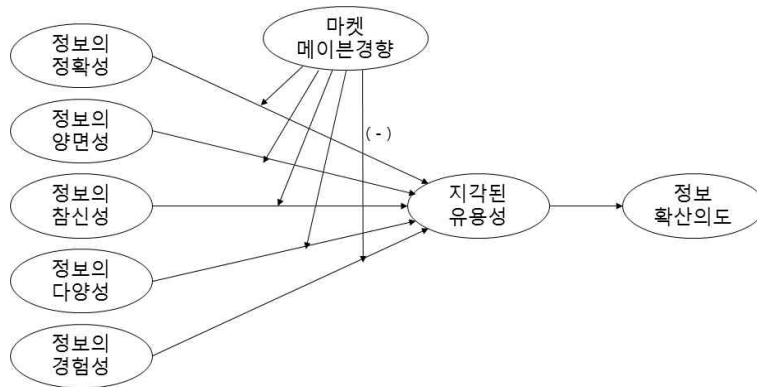 정보의
정확성
마켓
메이븐경향
정보의
양면성
( - )
정보의
참신성
지각된
유용성
정보
확산의도
정보의
다양성
정보의
경험성